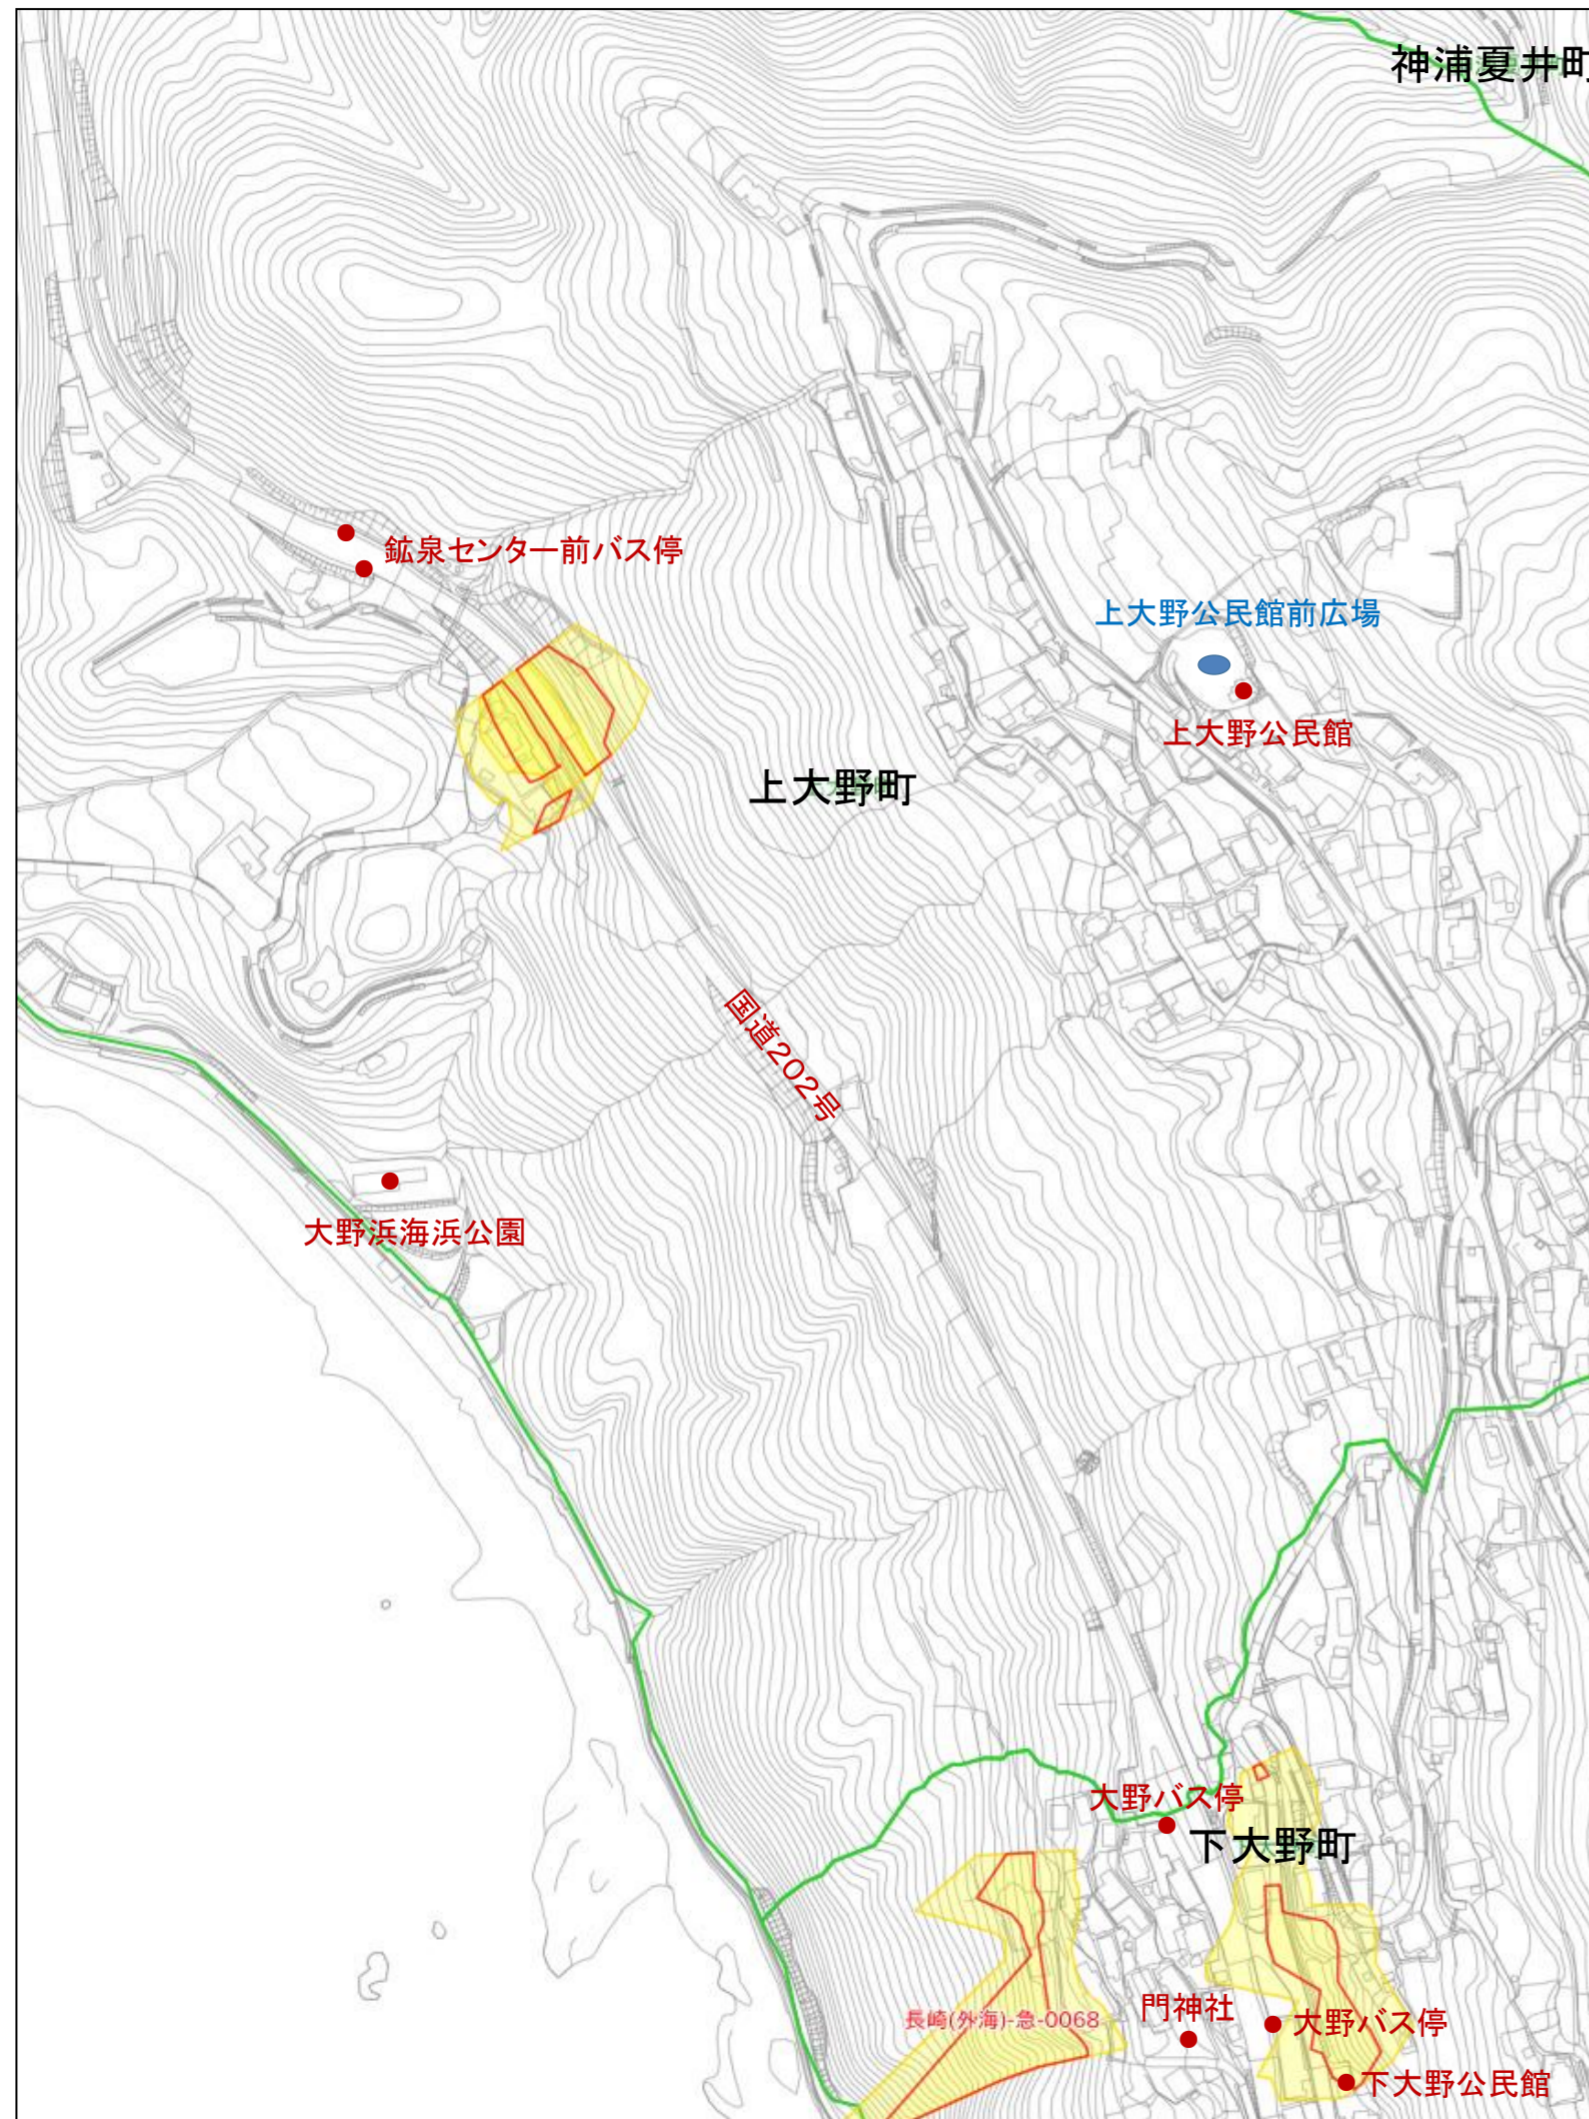 神浦夏井町
鉱泉センター前バス停
上大野公民館前広場
上大野公民館
上大野町
国道202号
大野浜海浜公園
大野バス停
下大野町
長崎(外海)-急-0068
門神社
大野バス停
下大野公民館